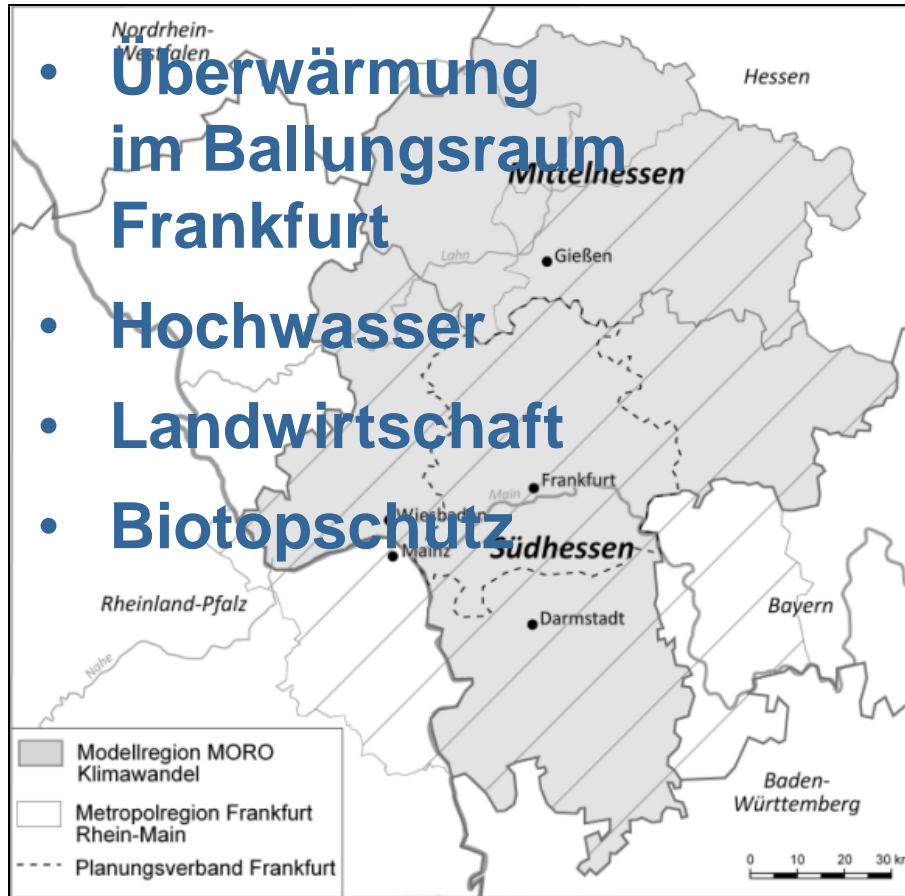 Nordrhein-
Westfalen
• Überwärmung
im Ballungsraum
Frankfurt
• Hochwasser
• Landwirtschaft
• Biotopschutz
Hessen
Mittelhessen
Lahn
Gießen
Frankfurt
Main
Wiesbaden
Mainz
Südhessen
Rheinland-Pfalz
Bayern
Darmstadt
Nahe
Baden-
Württemberg
Modellregion MORO
Klimawandel
Metropolregion Frankfurt
Rhein-Main
Planungsverband Frankfurt
0 10 20 30 km